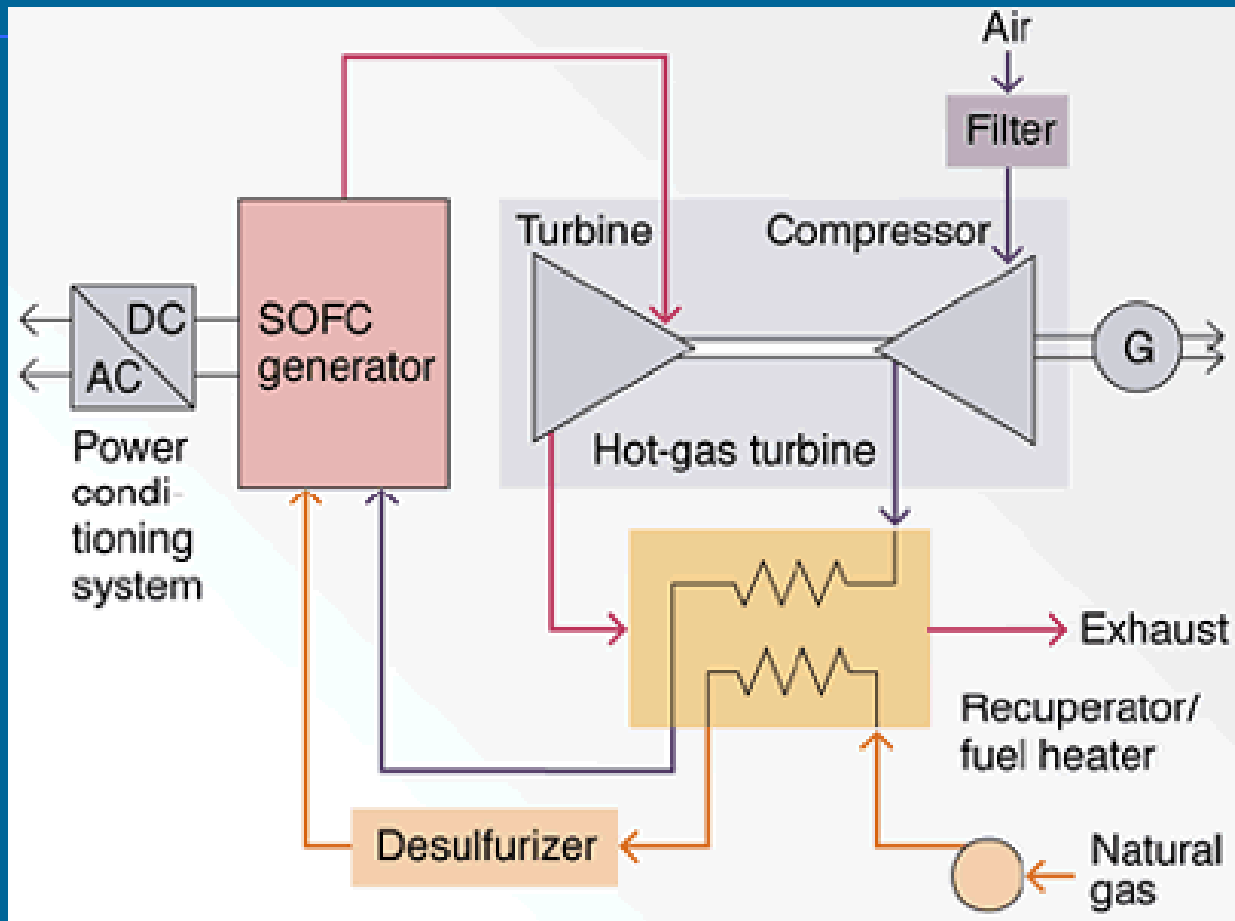 Air
Filter
Turbine
Compressor
DC
AC
SOFC
generator
G
Power
condi-
tioning
system
Hot-gas turbine
Exhaust
Recuperator/
fuel heater
Desulfurizer
Natural
gas